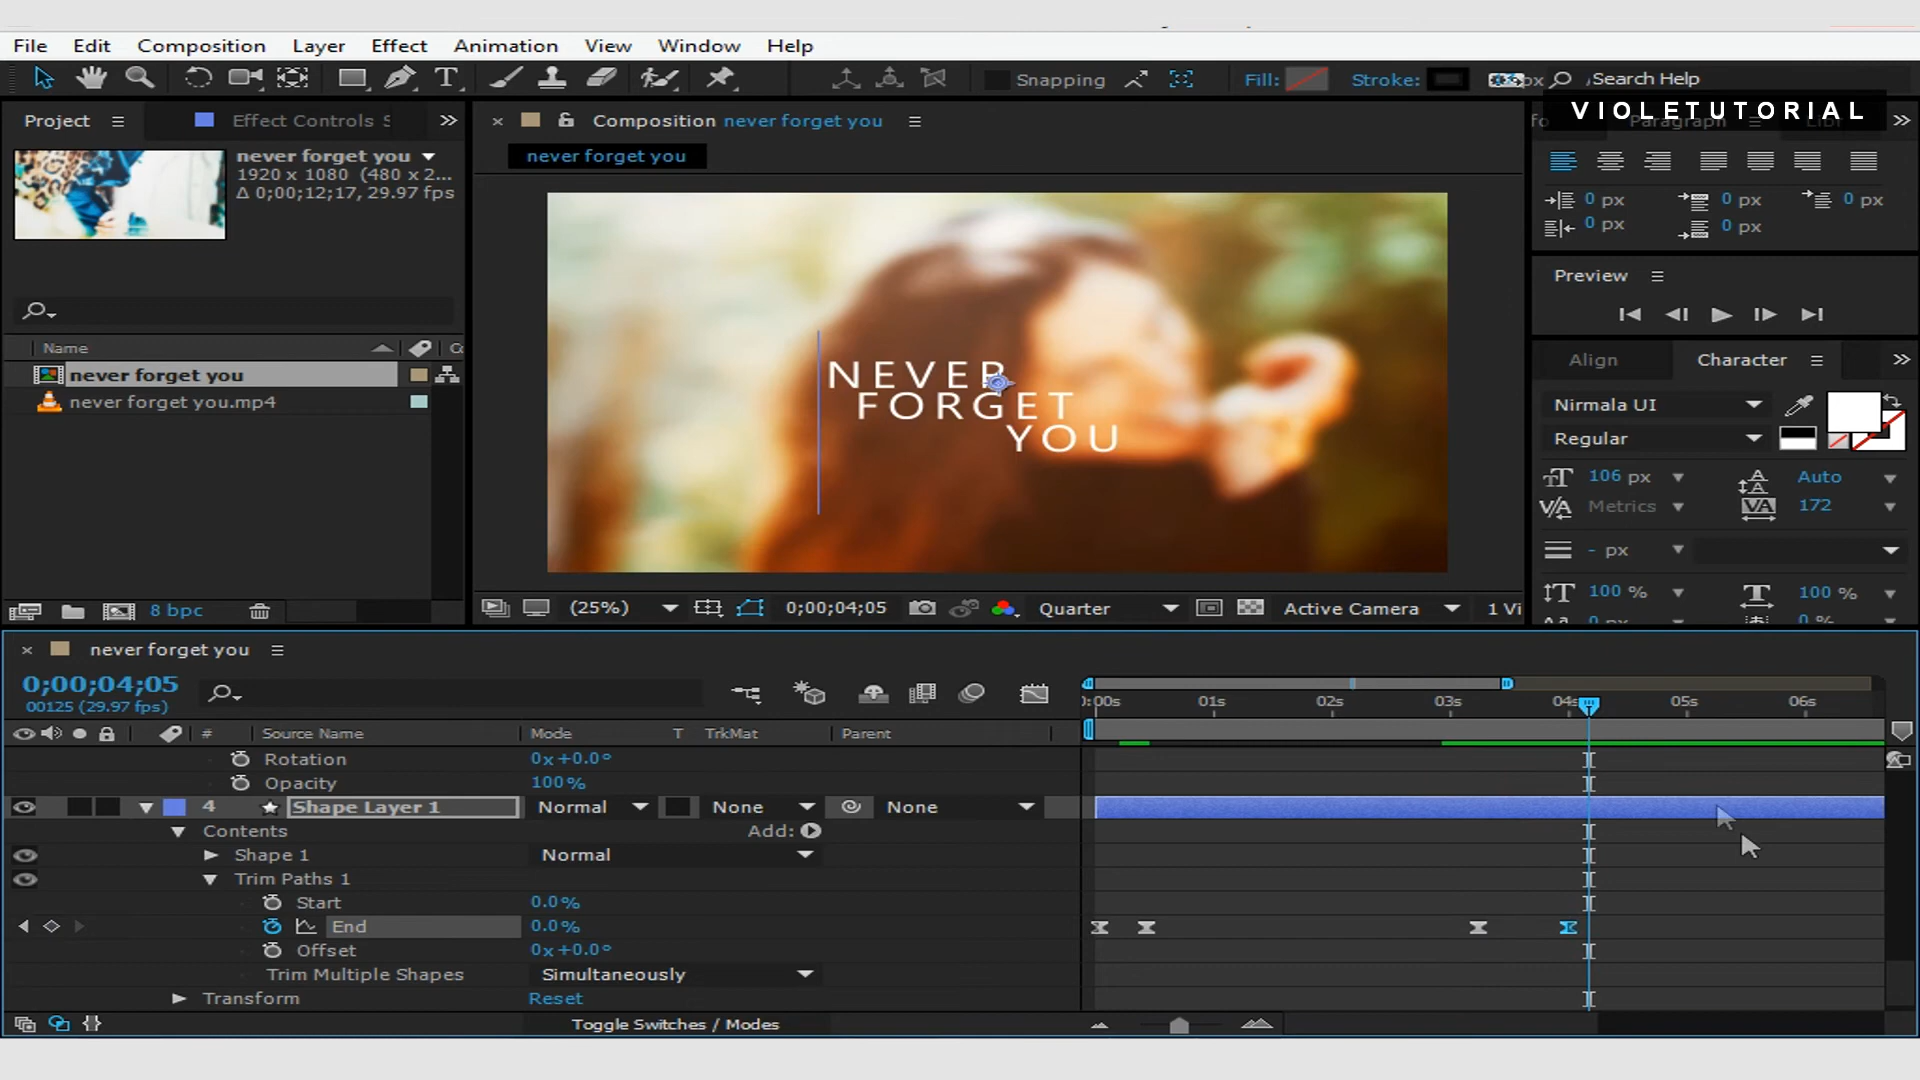 File Edit Composition Layer Effect Animation View Window Help
Snapping Fill: Stroke: px Search Help
VIOLETUTORIAL
Project Effect Controls S
Composition never forget you
Paragraph
never forget you
never forget you
1920 x 1080 (480 x 2...
Δ 0;00;12;17, 29.97 fps
0 px 0 px 0 px
0 px 0 px
Preview
NEVER
FORGET
YOU
Name
never forget you
never forget you.mp4
Align Character
Nirmala UI
Regular
106 px Auto
Metrics 172
- px
100 % 100 %
0 px 0 %
8 bpc
(25%) 0;00;04;05 Quarter Active Camera 1 Vi
never forget you
0;00;04;05
00125 (29.97 fps)
0:00s 01s 02s 03s 04s 05s 06s
# Source Name Mode T TrkMat Parent
Rotation 0x+0.0°
Opacity 100%
4 Shape Layer 1 Normal None None
Contents Add:
Shape 1 Normal
Trim Paths 1
Start 0.0%
End 0.0%
Offset 0x+0.0°
Trim Multiple Shapes Simultaneously
Transform Reset
Toggle Switches / Modes